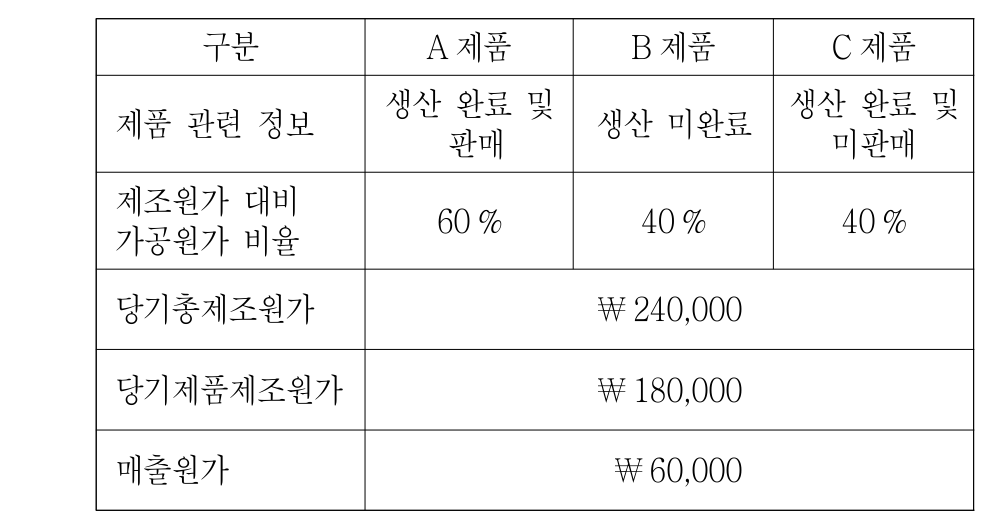 구분 A 제품 B 제품 C 제품
제품 관련 정보 생산 완료 및 판매 생산 미완료 생산 완료 및 미판매
제조원가 대비 가공원가 비율 60 % 40 % 40 %
당기총제조원가 ₩ 240,000
당기제품제조원가 ₩ 180,000
매출원가 ₩ 60,000